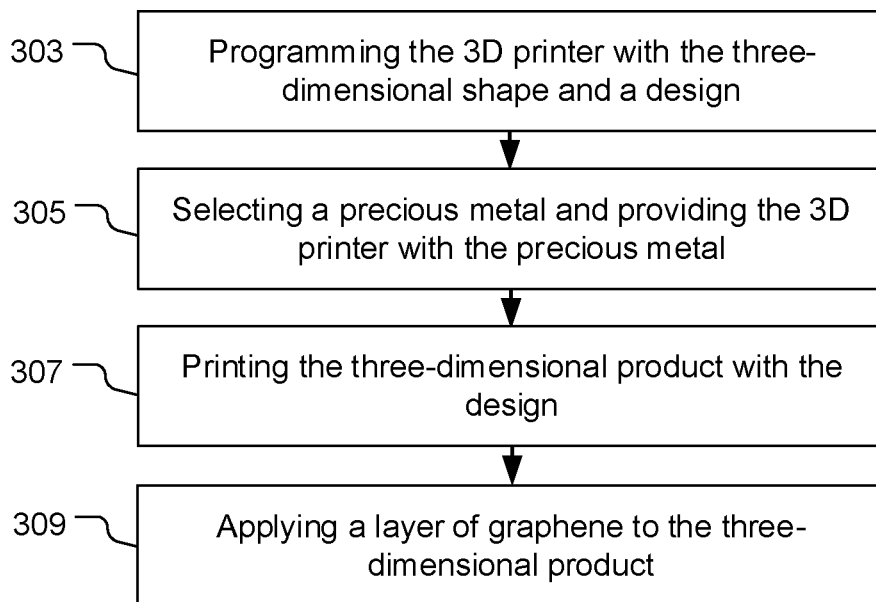 303
Programming the 3D printer with the three-
dimensional shape and a design
305
Selecting a precious metal and providing the 3D
printer with the precious metal
307
Printing the three-dimensional product with the
design
309
Applying a layer of graphene to the three-
dimensional product